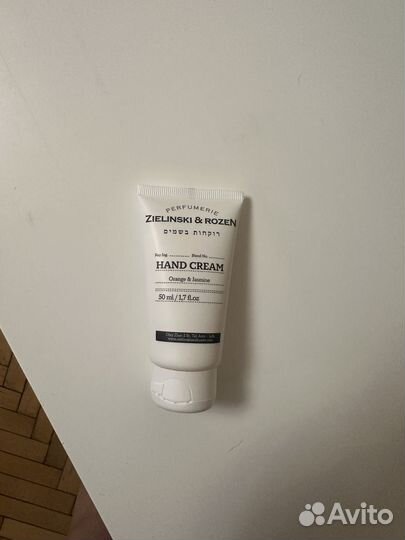 PERFUMERIE
ZIELINSKI & ROZEN
רוקחות בשמים
HAND CREAM
Orange & Jasmine
50 ml / 1,7 fl.oz
Avito